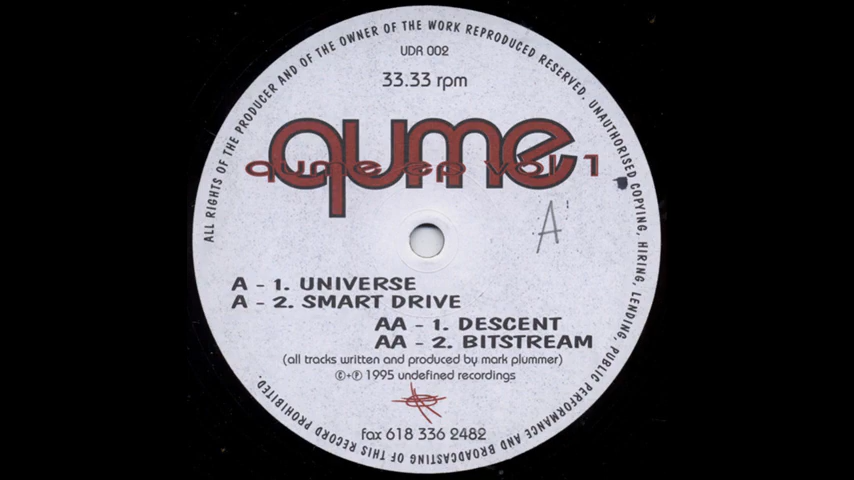 ALL RIGHTS OF THE PRODUCER AND OF THE OWNER OF THE WORK REPRODUCED RESERVED. UNAUTHORISED COPYING, HIRING, LENDING, PUBLIC PERFORMANCE AND BROADCASTING OF THIS RECORD PROHIBITED.
UDR 002
33.33 rpm
qume
qume ep vol 1
A
A - 1. UNIVERSE
A - 2. SMART DRIVE
AA - 1. DESCENT
AA - 2. BITSTREAM
(all tracks written and produced by mark plummer)
©+℗ 1995 undefined recordings
fax 618 336 2482